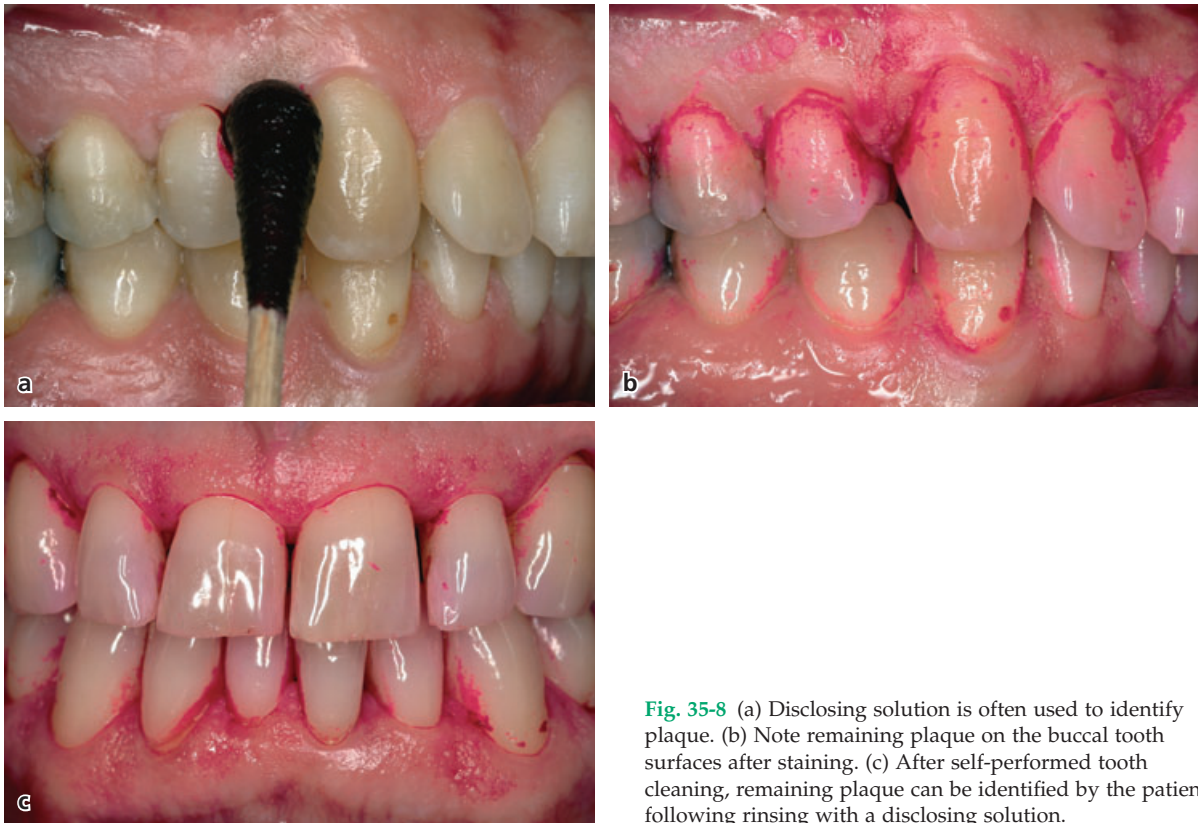 a
b
c
Fig. 35-8 (a) Disclosing solution is often used to identify
plaque. (b) Note remaining plaque on the buccal tooth
surfaces after staining. (c) After self-performed tooth
cleaning, remaining plaque can be identified by the patien
following rinsing with a disclosing solution.